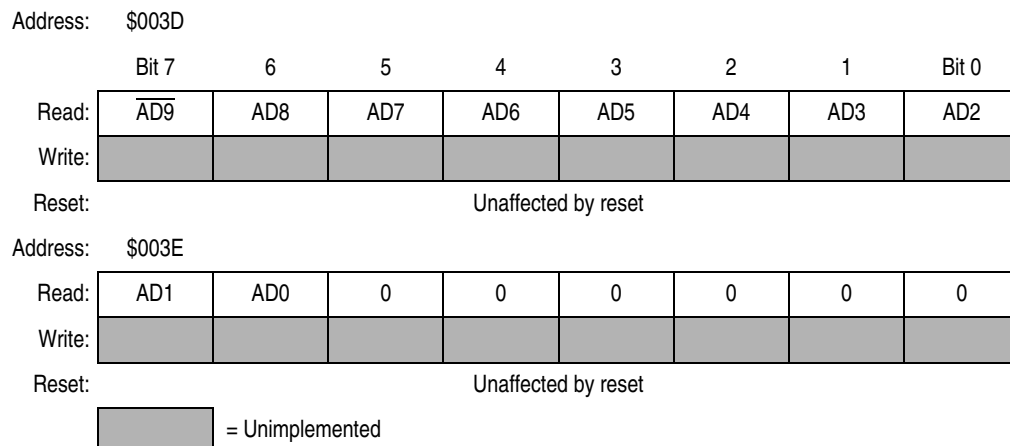 Address: $003D
Bit 7 6 5 4 3 2 1 Bit 0
Read: A̅D̅9̅ AD8 AD7 AD6 AD5 AD4 AD3 AD2
Write:
Reset: Unaffected by reset
Address: $003E
Read: AD1 AD0 0 0 0 0 0 0
Write:
Reset: Unaffected by reset
= Unimplemented